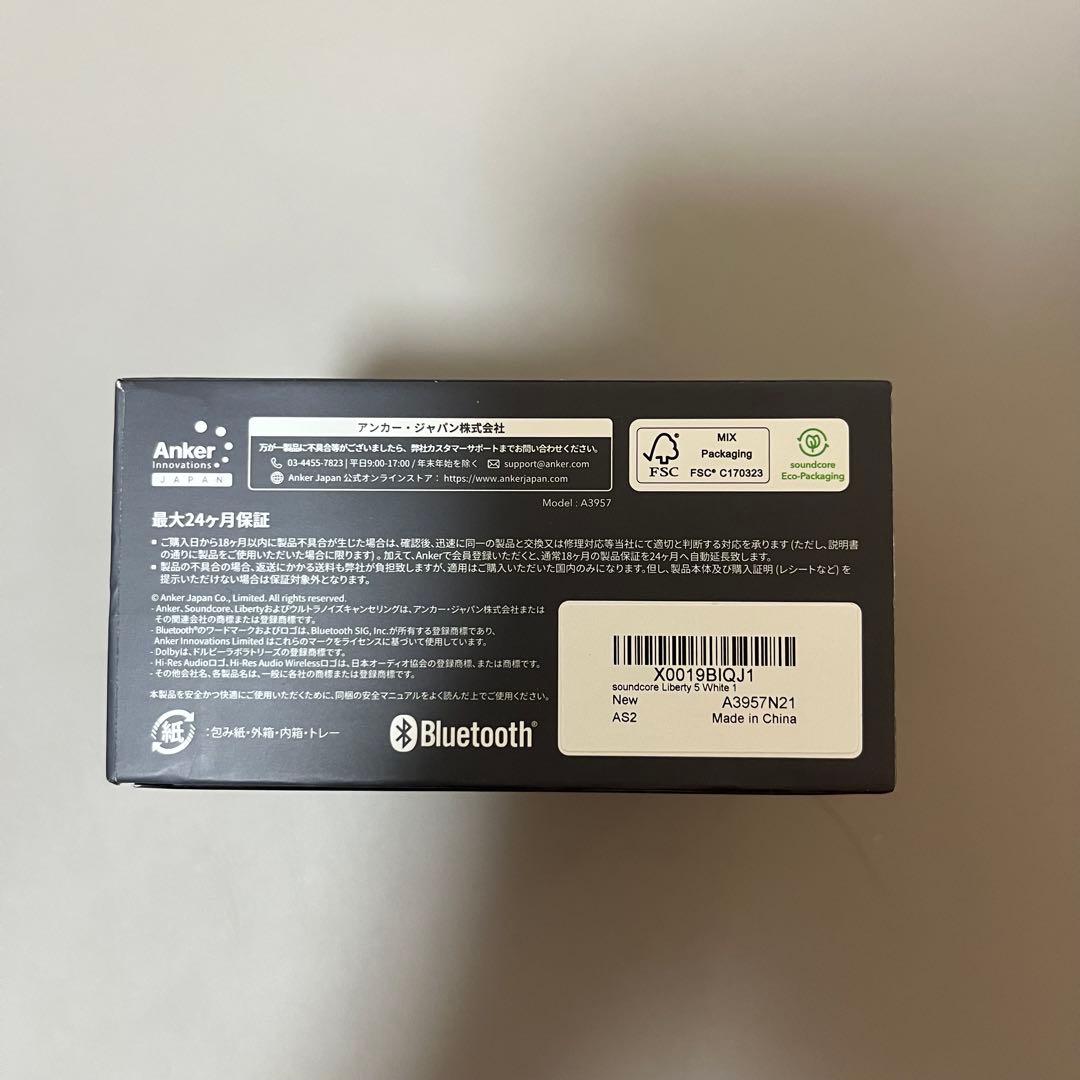 Anker
Innovations
JAPAN
アンカー・ジャパン株式会社
万が一製品に不具合等がございましたら、弊社カスタマーサポートまでお問い合わせください。
03-4455-7823 | 平日9:00-17:00 / 年末年始を除く support@anker.com
Anker Japan 公式オンラインストア : https://www.ankerjapan.com
Model : A3957
FSC
MIX
Packaging
FSC® C170323
soundcore
Eco-Packaging
最大24ヶ月保証
▪ ご購入日から18ヶ月以内に製品不具合が生じた場合は、確認後、迅速に同一の製品と交換又は修理対応等当社にて適切と判断する対応を承ります (ただし、説明書
の通りに製品をご使用いただいた場合に限ります) 。加えて、Ankerで会員登録いただくと、通常18ヶ月の製品保証を24ヶ月へ自動延長致します。
▪ 製品の不具合の場合、返送にかかる送料も弊社が負担致しますが、適用はご購入いただいた国内のみになります。但し、製品本体及び購入証明 (レシートなど) を
提示いただけない場合は保証対象外となります。
© Anker Japan Co., Limited. All rights reserved.
- Anker、Soundcore、Libertyおよびウルトラノイズキャンセリングは、アンカー・ジャパン株式会社または
その関連会社の商標または登録商標です。
- Bluetooth®のワードマークおよびロゴは、Bluetooth SIG, Inc.が所有する登録商標であり、
Anker Innovations Limited はこれらのマークをライセンスに基づいて使用しています。
- Dolbyは、ドルビーラボラトリーズの登録商標です。
- Hi-Res Audioロゴ、Hi-Res Audio Wirelessロゴは、日本オーディオ協会の登録商標、または商標です。
- その他会社名、各製品名は、一般に各社の商標または登録商標です。
本製品を安全かつ快適にご使用いただくために、同梱の安全マニュアルをよく読んだ上でご使用ください。
紙 : 包み紙・外箱・内箱・トレー
Bluetooth®
X0019BIQJ1
soundcore Liberty 5 White 1
New A3957N21
AS2 Made in China